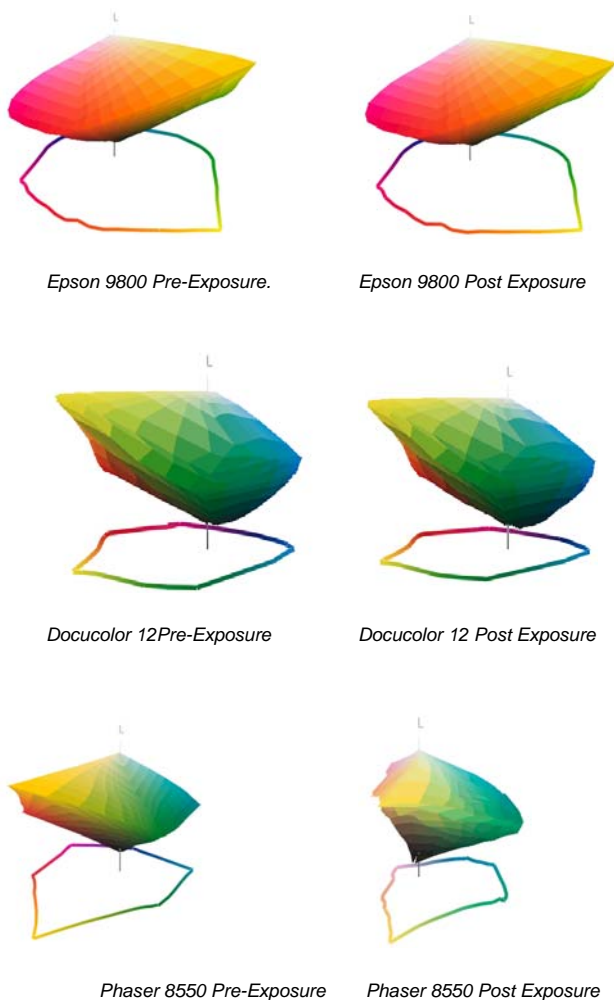 L L
Epson 9800 Pre-Exposure. Epson 9800 Post Exposure
L L
Docucolor 12Pre-Exposure Docucolor 12 Post Exposure
L L
Phaser 8550 Pre-Exposure Phaser 8550 Post Exposure